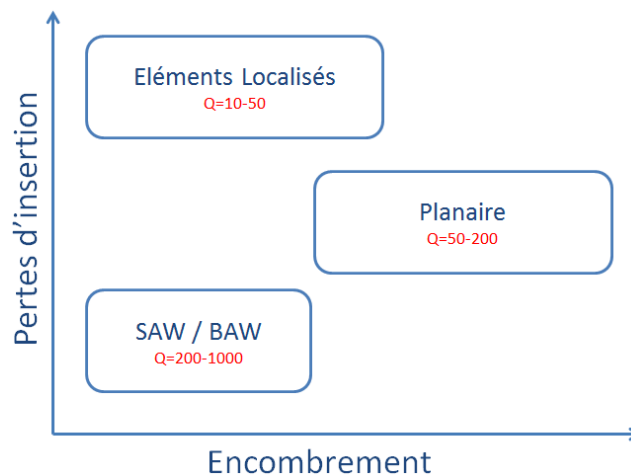 Pertes d'insertion
Eléments Localisés
Q=10-50
Planaire
Q=50-200
SAW / BAW
Q=200-1000
Encombrement